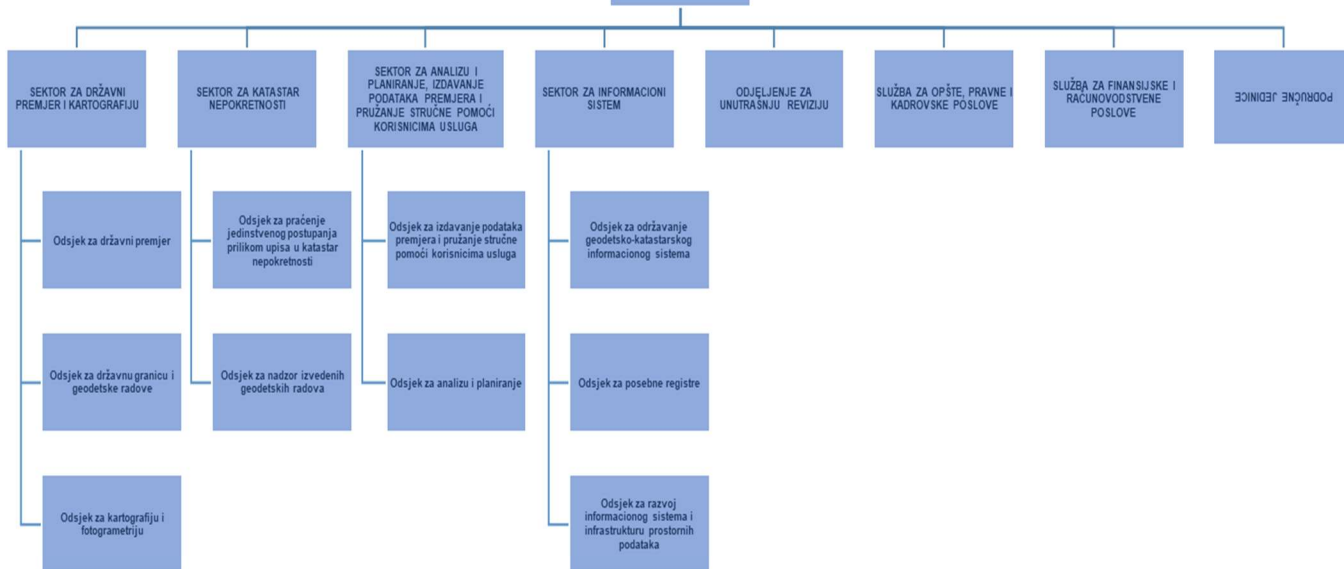 SEKTOR ZA DRŽAVNI
PREMJER I KARTOGRAFIJU
SEKTOR ZA KATASTAR
NEPOKRETNOSTI
SEKTOR ZA ANALIZU I
PLANIRANJE, IZDAVANJE
PODATAKA PREMJERA I
PRUŽANJE STRUČNE POMOĆI
KORISNICIMA USLUGA
SEKTOR ZA INFORMACIONI
SISTEM
ODJELJENJE ZA
UNUTRAŠNJU REVIZIJU
SLUŽBA ZA OPŠTE, PRAVNE I
KADROVSKE POSLOVE
SLUŽBA ZA FINANSIJSKE I
RAČUNOVODSTVENE
POSLOVE
PODRUČNE JEDINICE
Odsjek za državni premjer
Odsjek za praćenje
jedinstvenog postupanja
prilikom upisa u katastar
nepokretnosti
Odsjek za izdavanje podataka
premjera i pružanje stručne
pomoći korisnicima usluga
Odsjek za održavanje
geodetsko-katastarskog
informacionog sistema
Odsjek za državnu granicu i
geodetske radove
Odsjek za nadzor izvedenih
geodetskih radova
Odsjek za analizu i planiranje
Odsjek za posebne registre
Odsjek za kartografiju i
fotogrametriju
Odsjek za razvoj
informacionog sistema i
infrastrukturu prostornih
podataka